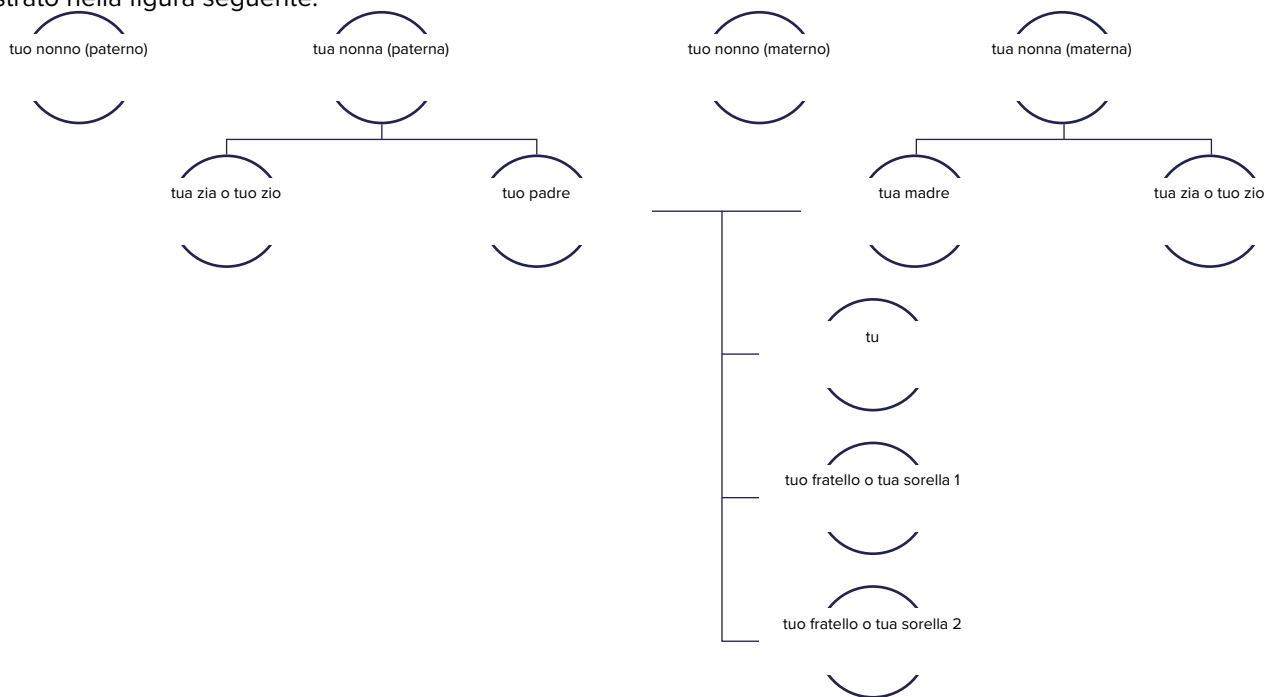 strato nella figura seguente.
tuo nonno (paterno)
tua nonna (paterna)
tuo nonno (materno)
tua nonna (materna)
tua zia o tuo zio
tuo padre
tua madre
tua zia o tuo zio
tu
tuo fratello o tua sorella 1
tuo fratello o tua sorella 2